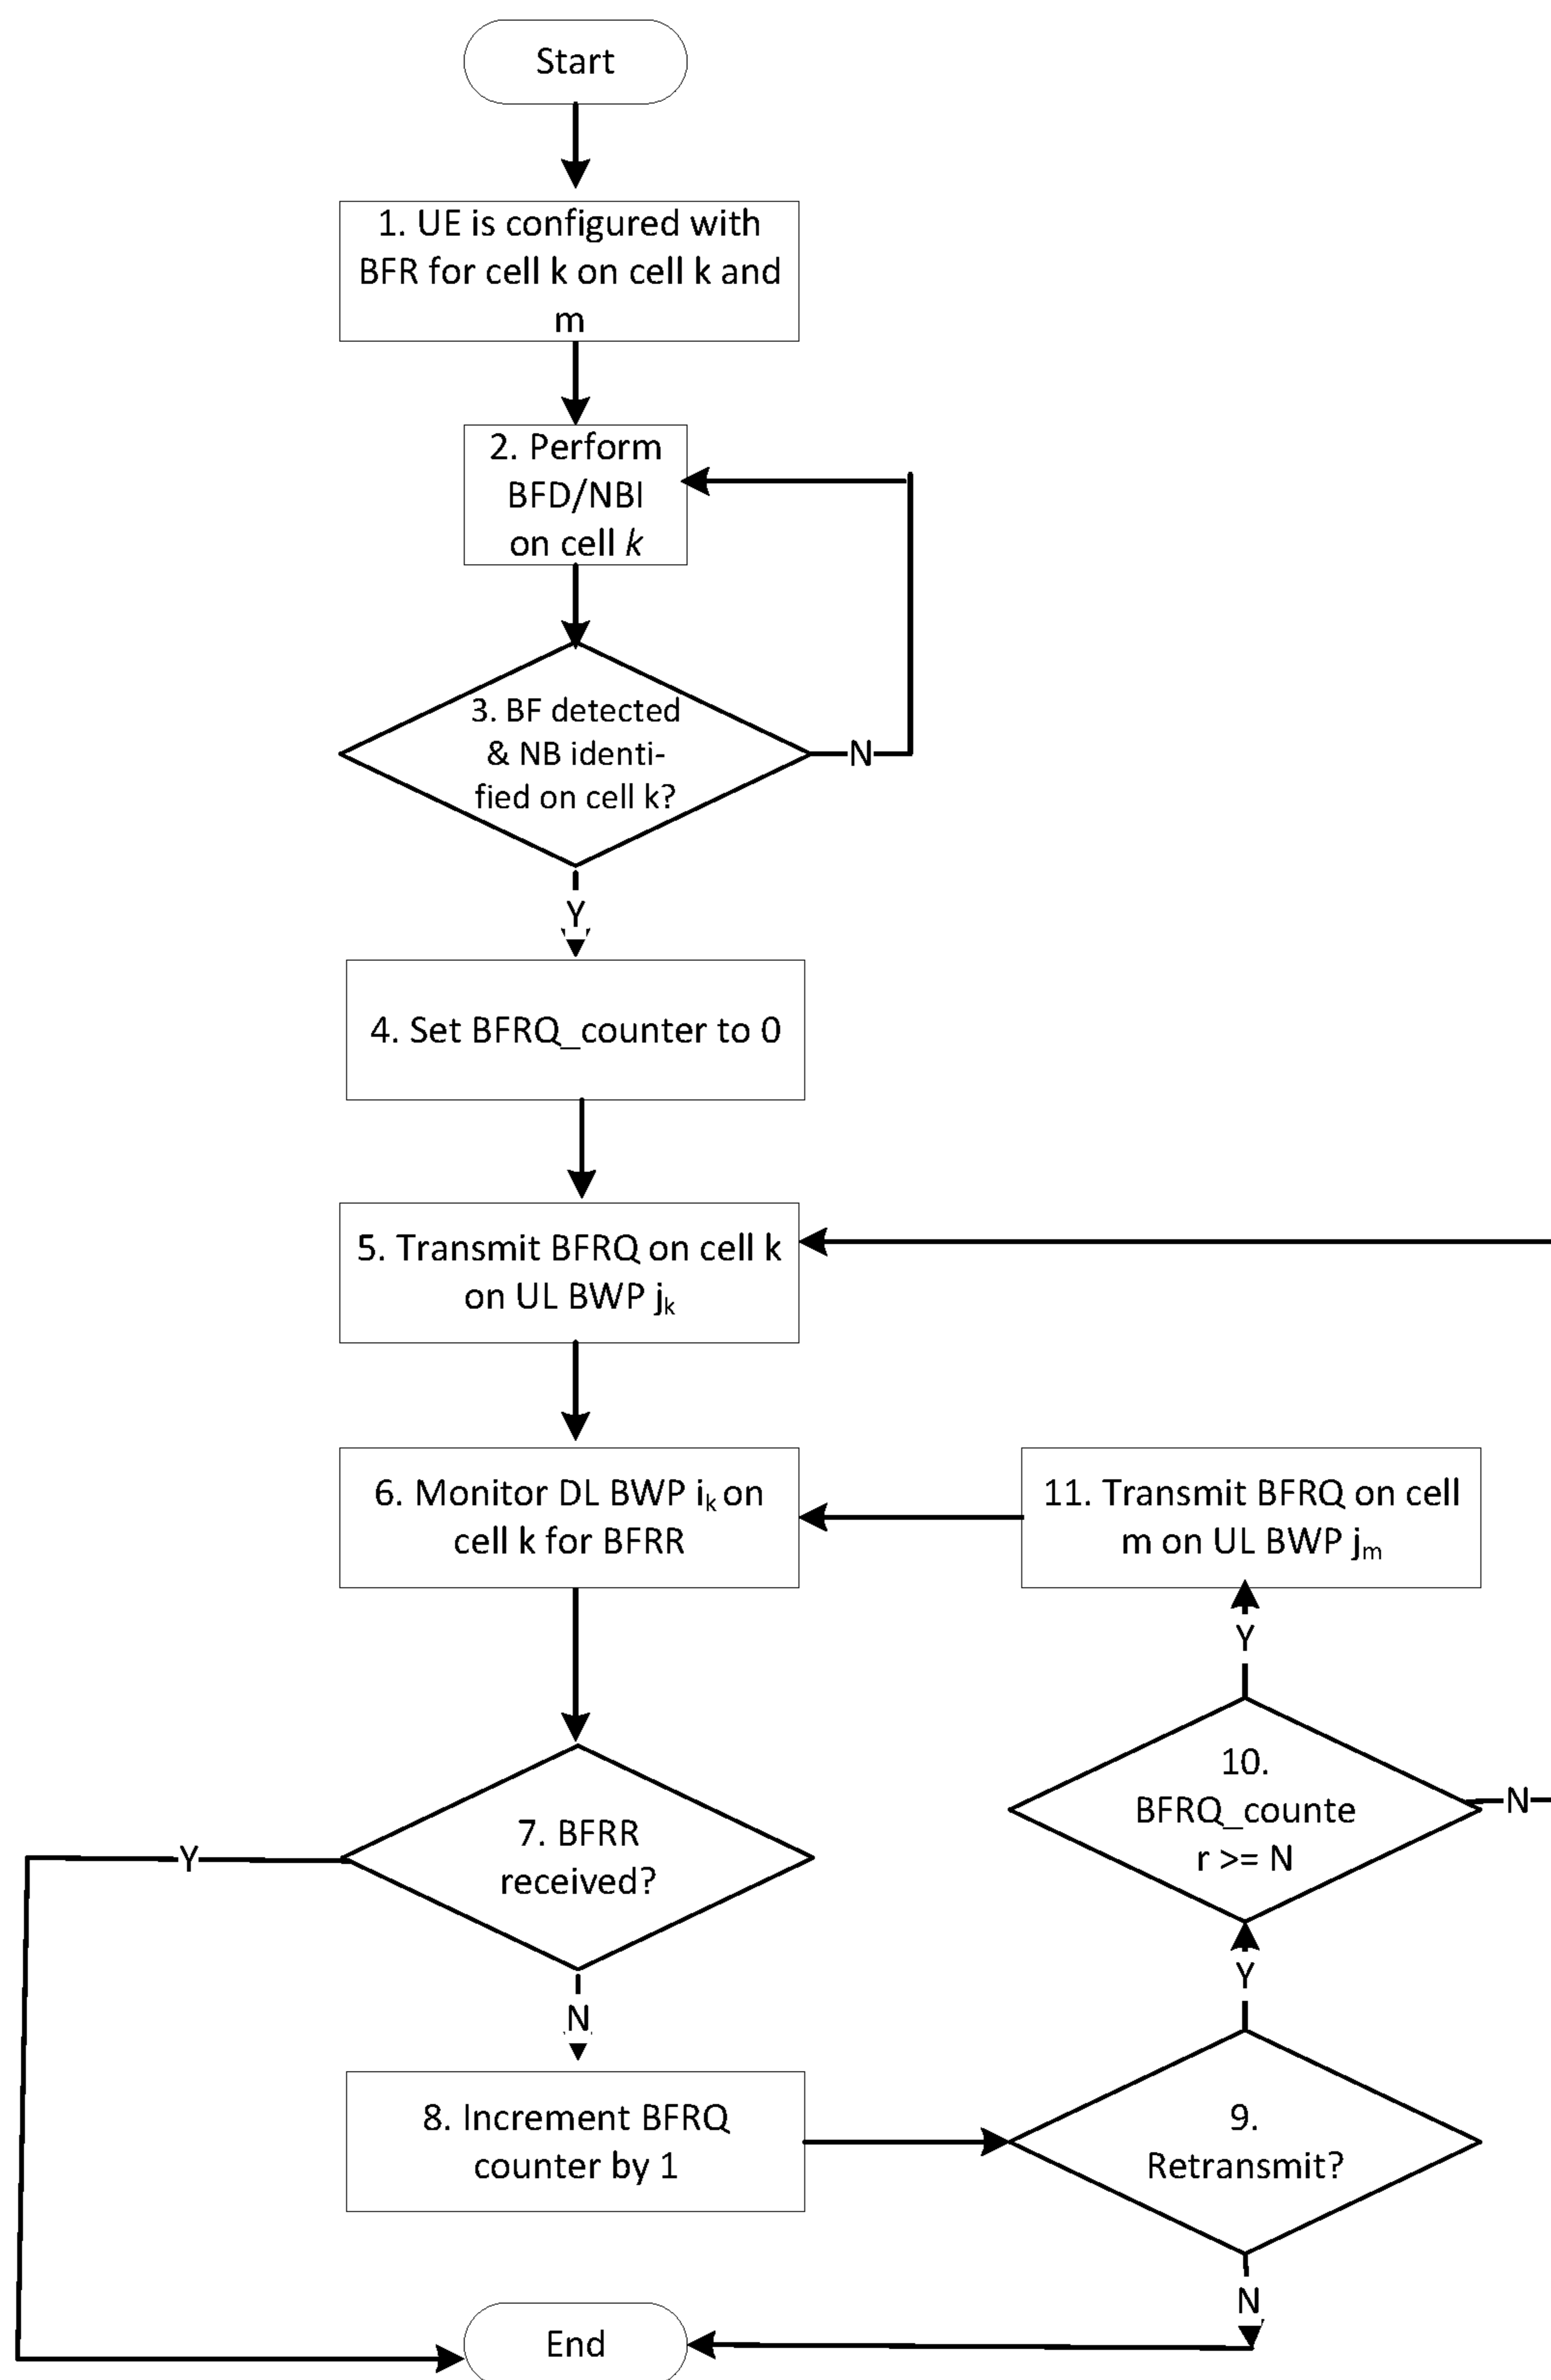 Start
1. UE is configured with
BFR for cell k on cell k and
m
2. Perform
BFD/NBI
on cell k
3. BF detected
& NB identi-
fied on cell k?
N
Y
4. Set BFRQ_counter to 0
5. Transmit BFRQ on cell k
on UL BWP jk
6. Monitor DL BWP ik on
cell k for BFRR
11. Transmit BFRQ on cell
m on UL BWP jm
Y
10.
BFRQ_counte
r >= N
N
7. BFRR
received?
Y
N
Y
8. Increment BFRQ
counter by 1
9.
Retransmit?
N
End